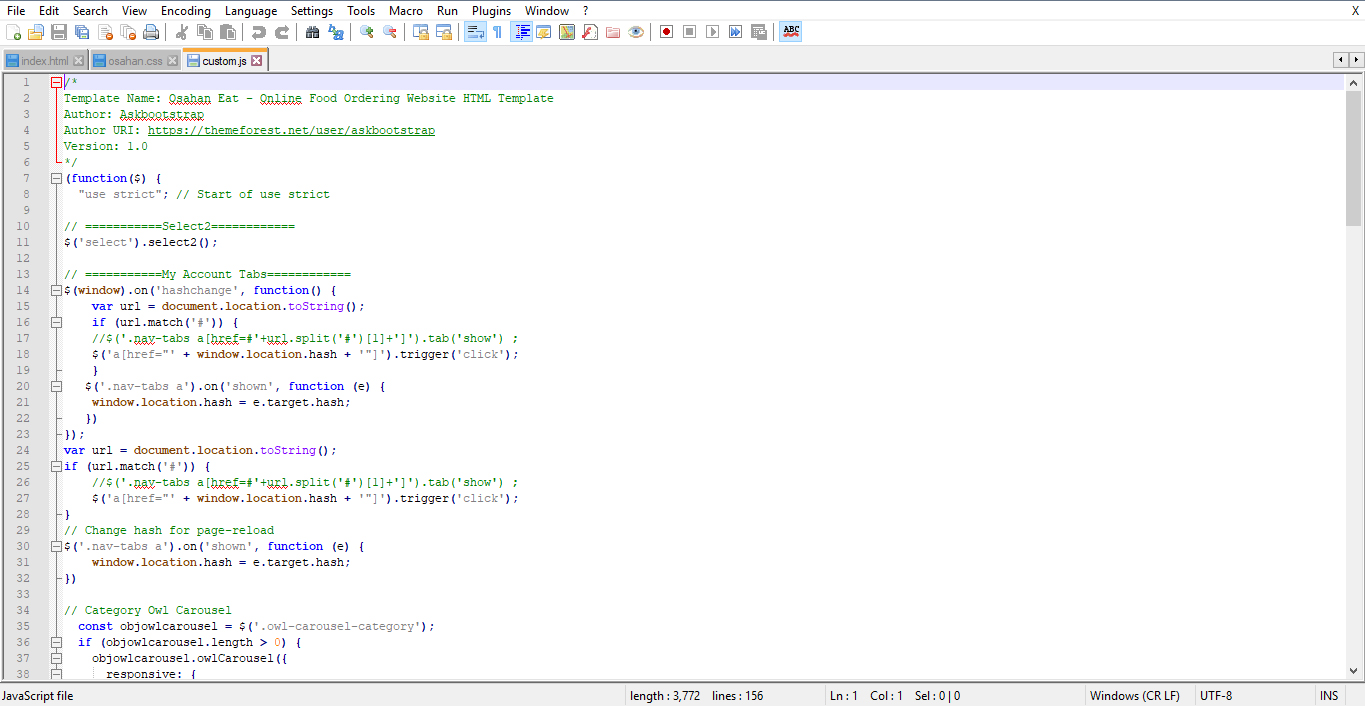 File Edit Search View Encoding Language Settings Tools Macro Run Plugins Window ? X
ABC
index.html osahan.css custom.js
1 /*
2 Template Name: Osahan Eat - Online Food Ordering Website HTML Template
3 Author: Askbootstrap
4 Author URI: https://themeforest.net/user/askbootstrap
5 Version: 1.0
6 */
7 (function($) {
8 "use strict"; // Start of use strict
9
10 // ===========Select2============
11 $('select').select2();
12
13 // ===========My Account Tabs============
14 $(window).on('hashchange', function() {
15 var url = document.location.toString();
16 if (url.match('#')) {
17 //$('.nav-tabs a[href=#'+url.split('#')[1]+']').tab('show') ;
18 $('a[href="' + window.location.hash + '"]').trigger('click');
19 }
20 $('.nav-tabs a').on('shown', function (e) {
21 window.location.hash = e.target.hash;
22 })
23 });
24 var url = document.location.toString();
25 if (url.match('#')) {
26 //$('.nav-tabs a[href=#'+url.split('#')[1]+']').tab('show') ;
27 $('a[href="' + window.location.hash + '"]').trigger('click');
28 }
29 // Change hash for page-reload
30 $('.nav-tabs a').on('shown', function (e) {
31 window.location.hash = e.target.hash;
32 })
33
34 // Category Owl Carousel
35 const objowlcarousel = $('.owl-carousel-category');
36 if (objowlcarousel.length > 0) {
37 objowlcarousel.owlCarousel({
38 responsive: {
JavaScript file length : 3,772 lines : 156 Ln : 1 Col : 1 Sel : 0 | 0 Windows (CR LF) UTF-8 INS